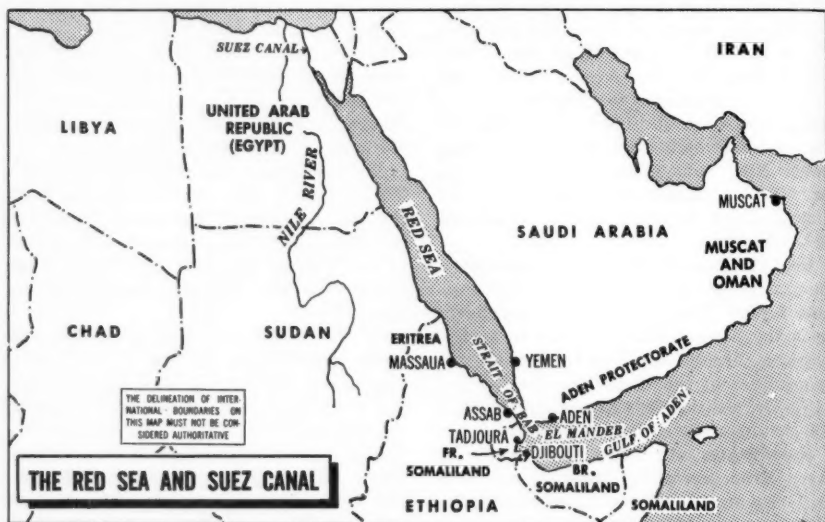 SUEZ CANAL
IRAN
LIBYA
UNITED ARAB
REPUBLIC
(EGYPT)
NILE RIVER
RED SEA
MUSCAT
SAUDI ARABIA
MUSCAT
AND
OMAN
CHAD
SUDAN
ERITREA
MASSAUA
STRAIT OF BAB
EL MANDER
YEMEN
ADEN PROTECTORATE
ASSAB
ADEN
GULF OF ADEN
TADJOURA
DJIBOUTI
FR.
SOMALILAND
BR.
SOMALILAND
ETHIOPIA
SOMALILAND
THE DELINEATION OF INTER-
NATIONAL BOUNDARIES ON
THIS MAP MUST NOT BE CON-
SIDERED AUTHORITATIVE
THE RED SEA AND SUEZ CANAL